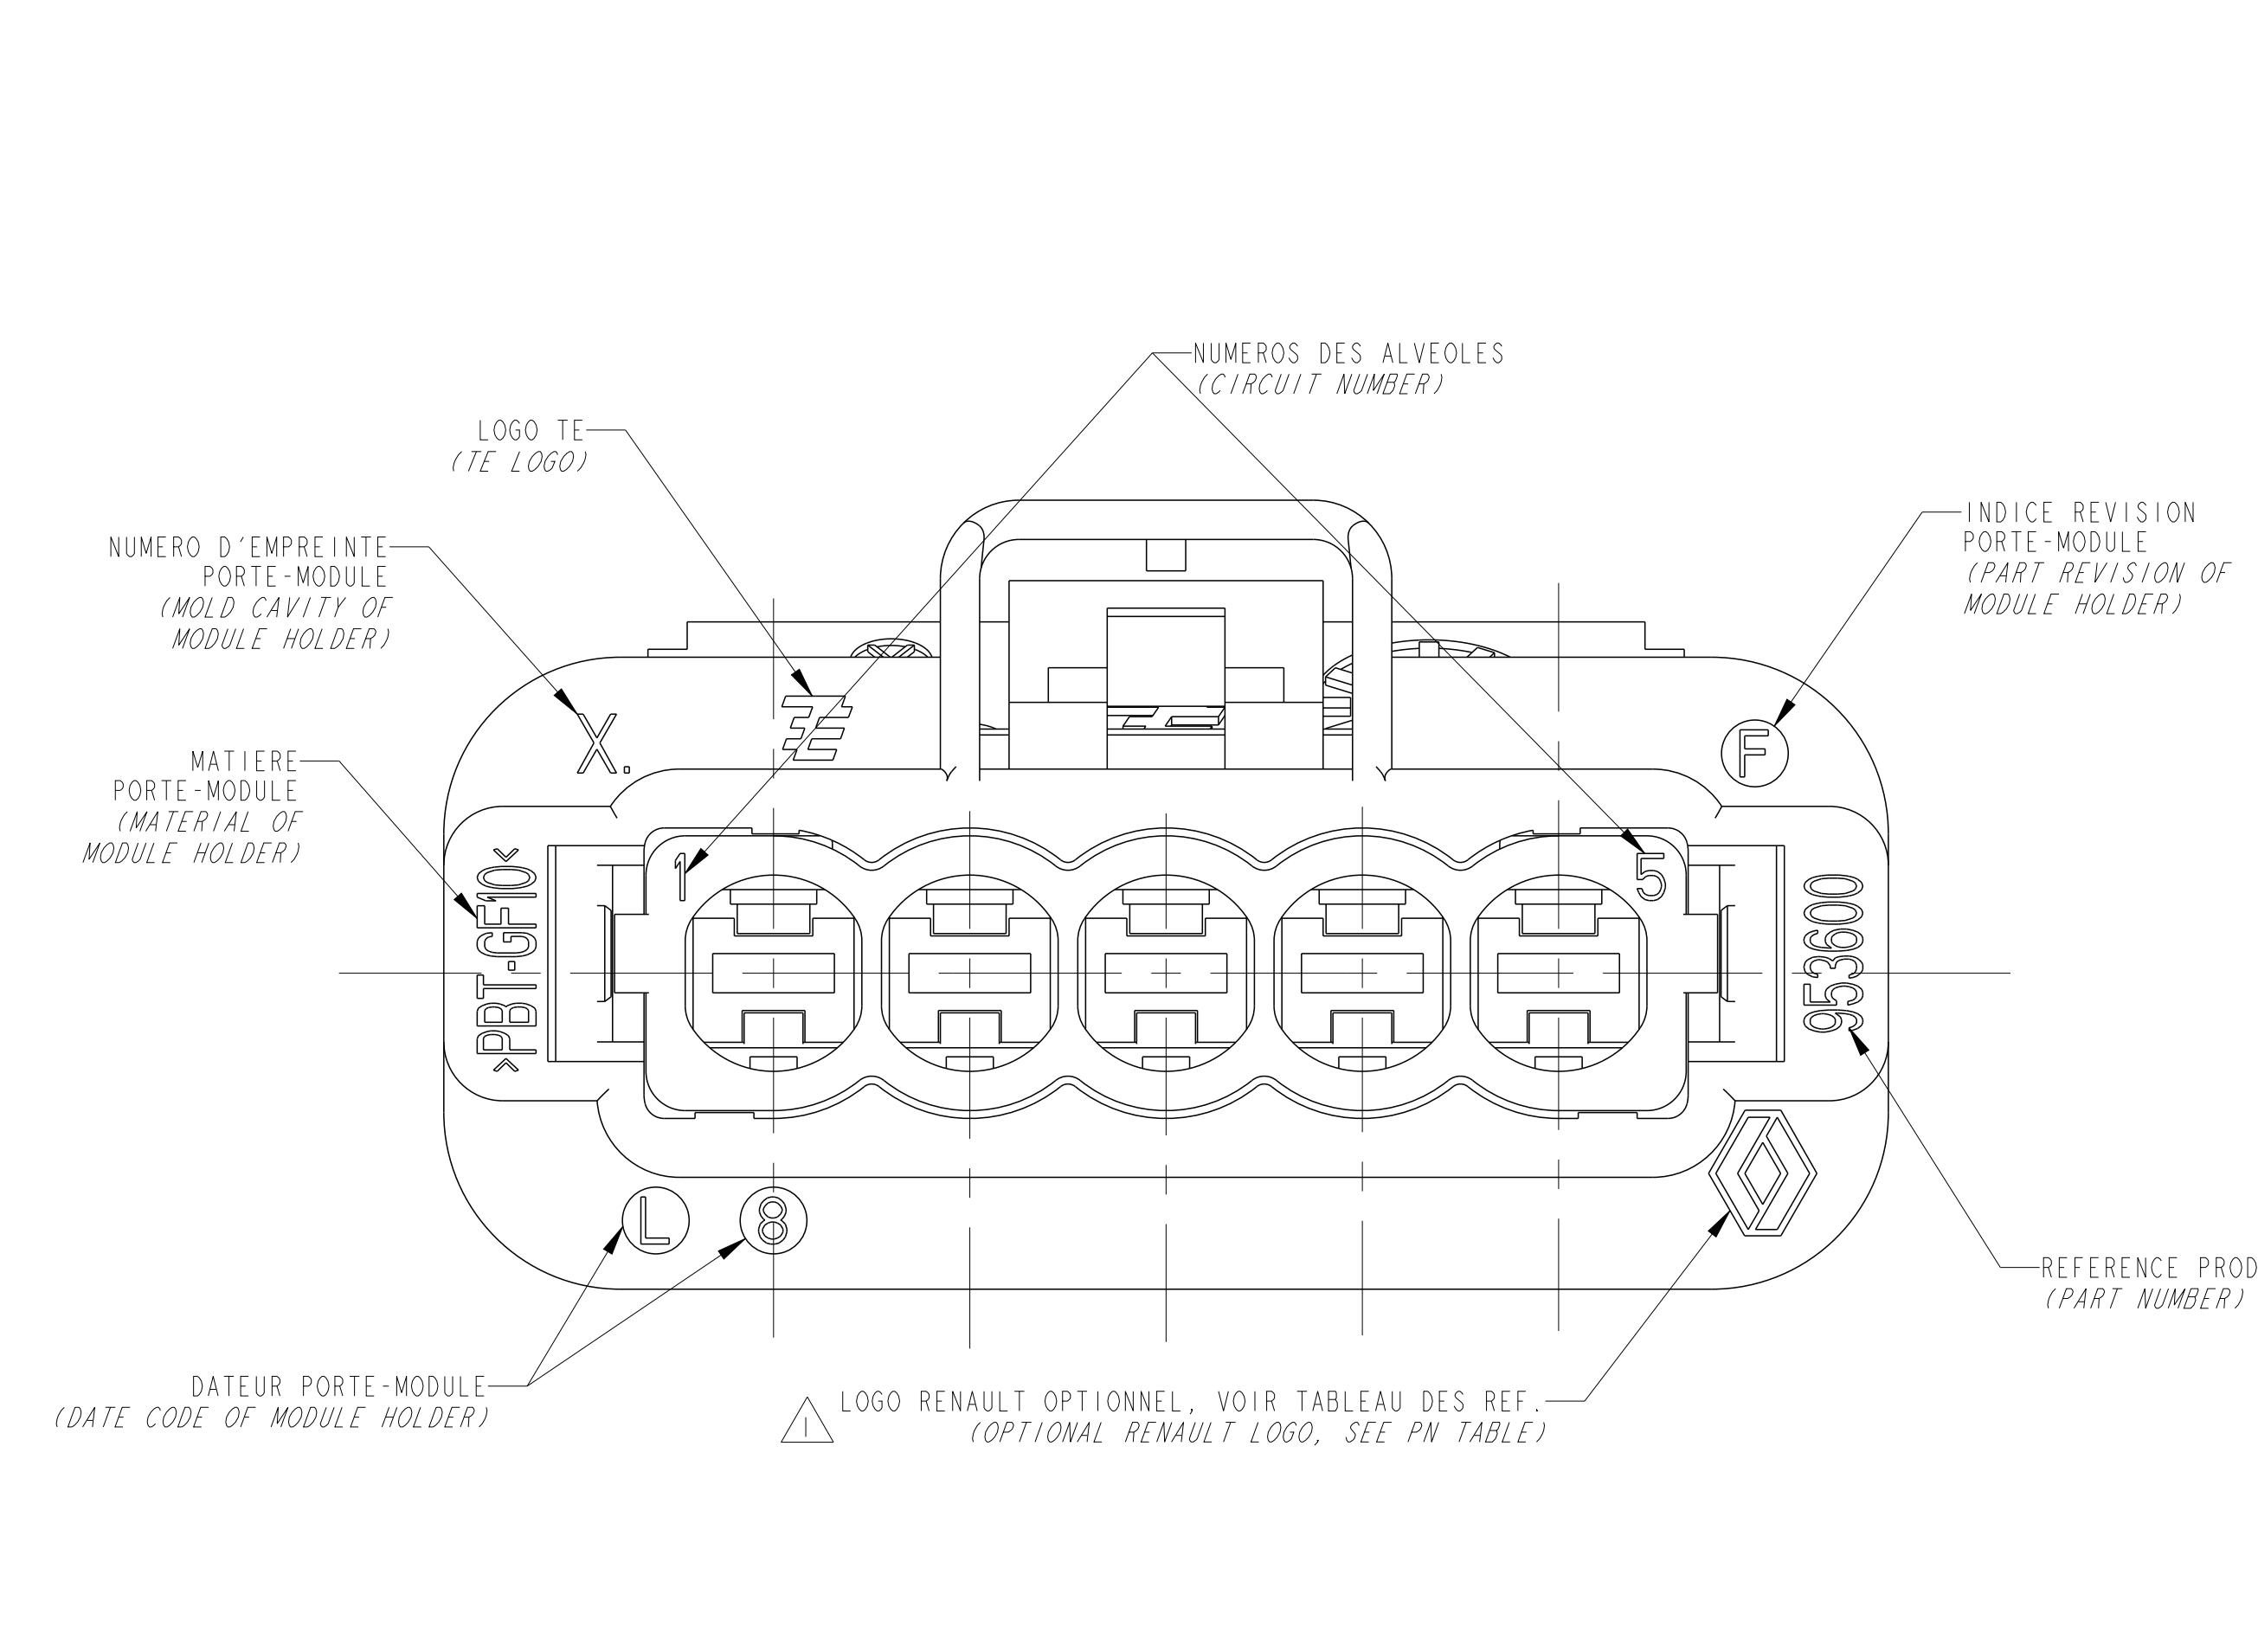 NUMEROS DES ALVEOLES
(CIRCUIT NUMBER)
LOGO TE
(TE LOGO)
INDICE REVISION
PORTE-MODULE
(PART REVISION OF
MODULE HOLDER)
NUMERO D'EMPREINTE
PORTE-MODULE
(MOLD CAVITY OF
MODULE HOLDER)
X.
TE
F
MATIERE
PORTE-MODULE
(MATERIAL OF
MODULE HOLDER)
1
5
>PBT-GF10<
953600
L
8
REFERENCE PROD
(PART NUMBER)
DATEUR PORTE-MODULE
(DATE CODE OF MODULE HOLDER)
1
LOGO RENAULT OPTIONNEL, VOIR TABLEAU DES REF.
(OPTIONAL RENAULT LOGO, SEE PN TABLE)